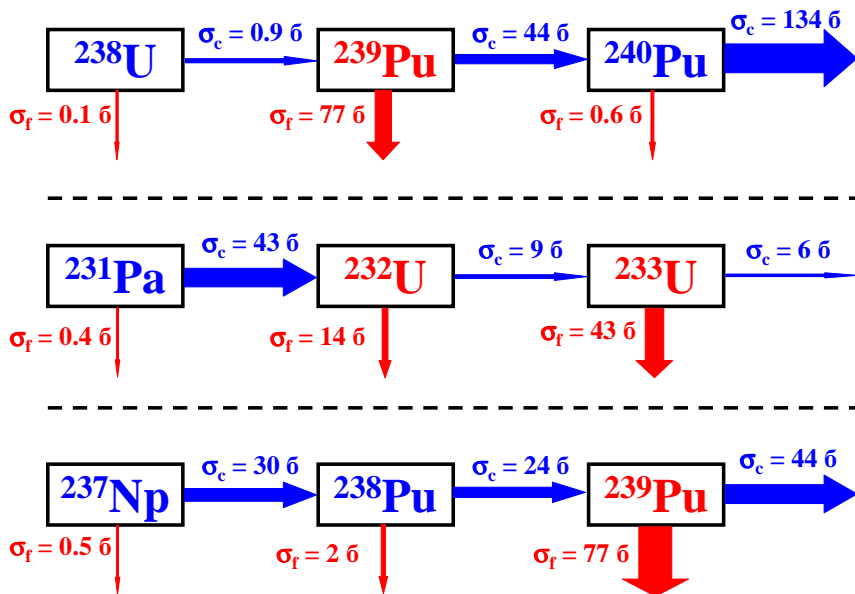 σc = 0.9 б σc = 44 б σc = 134 б
²³⁸U ²³⁹Pu ²⁴⁰Pu
σf = 0.1 б σf = 77 б σf = 0.6 б
σc = 43 б σc = 9 б σc = 6 б
²³¹Pa ²³²U ²³³U
σf = 0.4 б σf = 14 б σf = 43 б
σc = 30 б σc = 24 б σc = 44 б
²³⁷Np ²³⁸Pu ²³⁹Pu
σf = 0.5 б σf = 2 б σf = 77 б